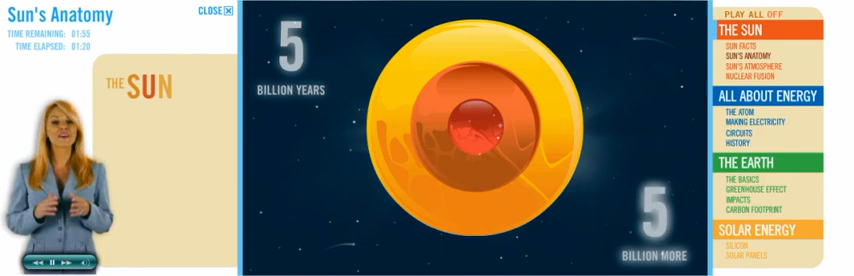 Sun's Anatomy
CLOSE
TIME REMAINING: 01:55
TIME ELAPSED: 01:20
THE SUN
5
BILLION YEARS
5
BILLION MORE
PLAY ALL OFF
THE SUN
SUN FACTS
SUN'S ANATOMY
SUN'S ATMOSPHERE
NUCLEAR FUSION
ALL ABOUT ENERGY
THE ATOM
MAKING ELECTRICITY
CIRCUITS
HISTORY
THE EARTH
THE BASICS
GREENHOUSE EFFECT
IMPACTS
CARBON FOOTPRINT
SOLAR ENERGY
SILICON
SOLAR PANELS